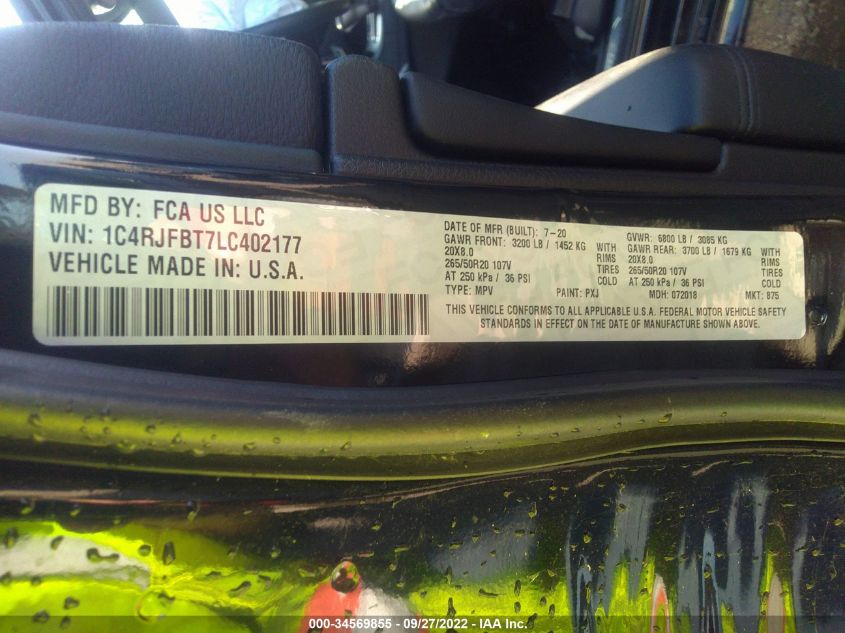 MFD BY: FCA US LLC
VIN: 1C4RJFBT7LC402177
VEHICLE MADE IN: U.S.A.
DATE OF MFR (BUILT): 7-20
GAWR FRONT: 3200 LB / 1452 KG WITH
20X8.0 RIMS
265/50R20 107V TIRES
AT 250 kPa / 36 PSI COLD
TYPE: MPV PAINT: PXJ
GVWR: 6800 LB / 3085 KG
GAWR REAR: 3700 LB / 1679 KG WITH
20X8.0 RIMS
265/50R20 107V TIRES
AT 250 kPa / 36 PSI COLD
MDH: 072018 MKT: 875
THIS VEHICLE CONFORMS TO ALL APPLICABLE U.S.A. FEDERAL MOTOR VEHICLE SAFETY
STANDARDS IN EFFECT ON THE DATE OF MANUFACTURE SHOWN ABOVE.
000-34569855 - 09/27/2022 - IAA Inc.